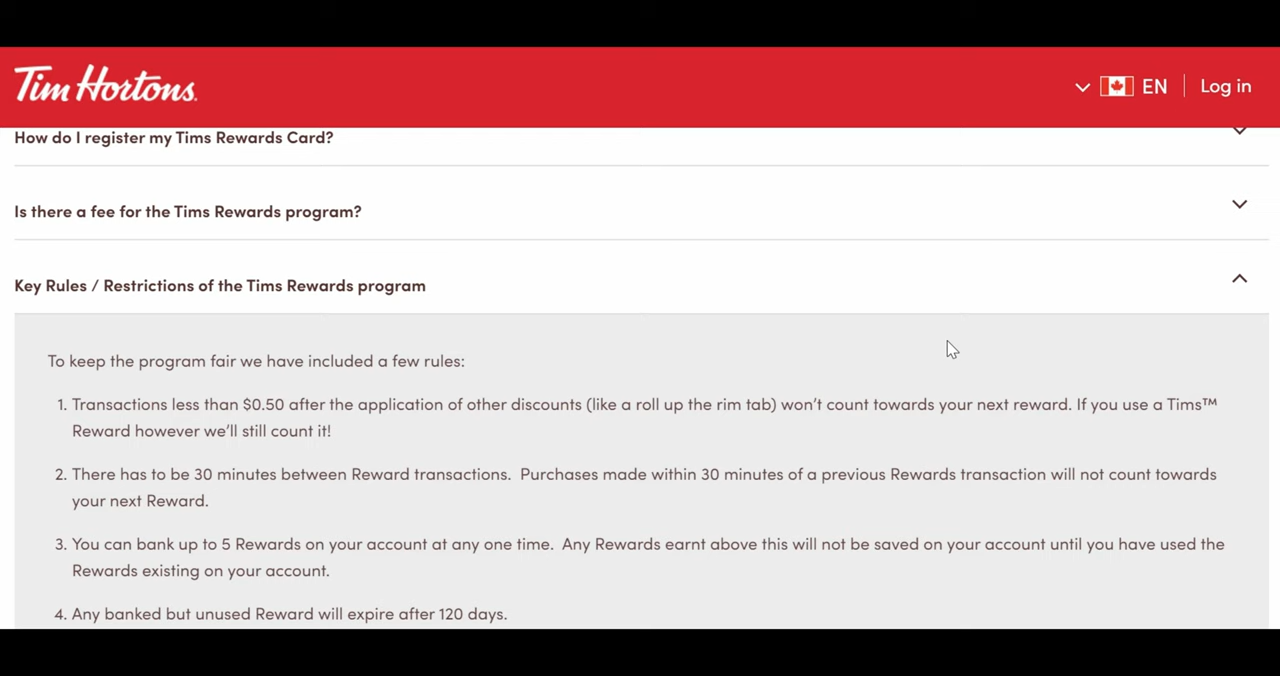 Tim Hortons.
EN
Log in
How do I register my Tims Rewards Card?
Is there a fee for the Tims Rewards program?
Key Rules / Restrictions of the Tims Rewards program
To keep the program fair we have included a few rules:
1. Transactions less than $0.50 after the application of other discounts (like a roll up the rim tab) won’t count towards your next reward. If you use a Tims™
Reward however we’ll still count it!
2. There has to be 30 minutes between Reward transactions.  Purchases made within 30 minutes of a previous Rewards transaction will not count towards
your next Reward.
3. You can bank up to 5 Rewards on your account at any one time.  Any Rewards earnt above this will not be saved on your account until you have used the
Rewards existing on your account.
4. Any banked but unused Reward will expire after 120 days.